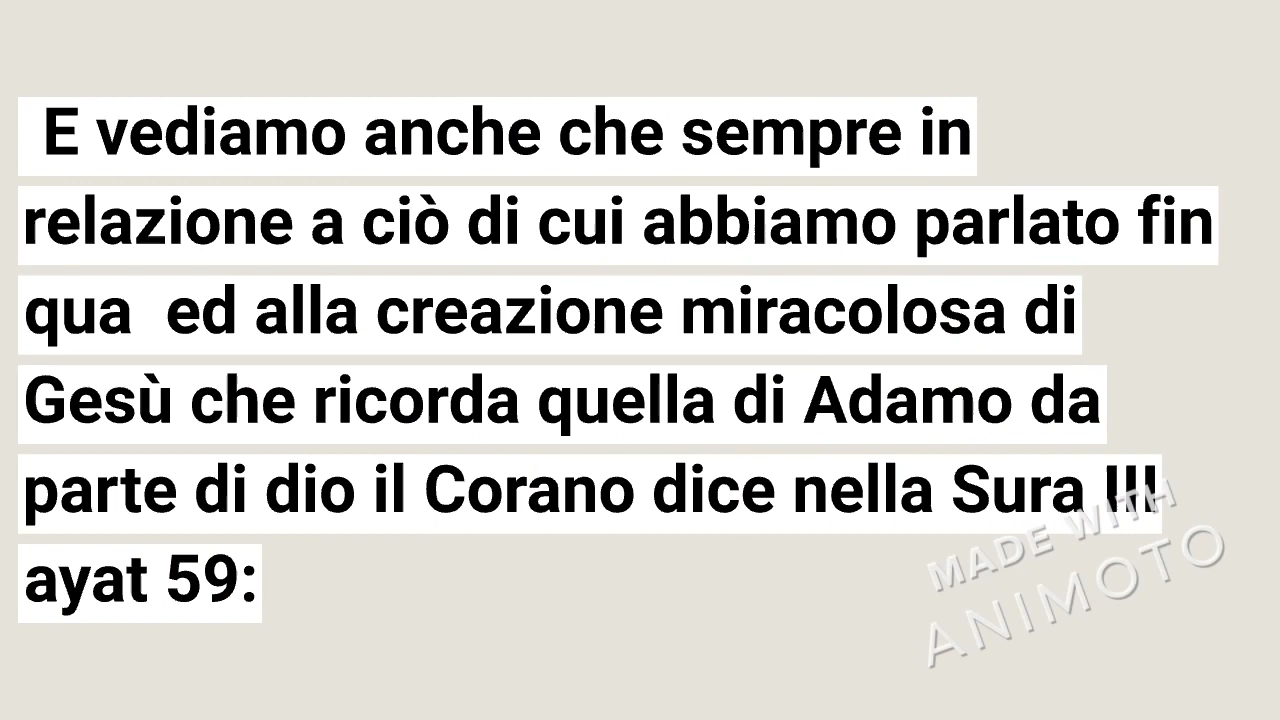 E vediamo anche che sempre in
relazione a ciò di cui abbiamo parlato fin
qua  ed alla creazione miracolosa di
Gesù che ricorda quella di Adamo da
parte di dio il Corano dice nella Sura III
ayat 59:
MADE WITH
ANIMOTO